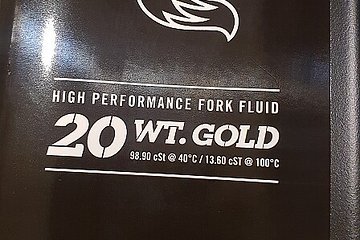 HIGH PERFORMANCE FORK FLUID
20 WT. GOLD
98.90 cSt @ 40°C / 13.60 cST @ 100°C